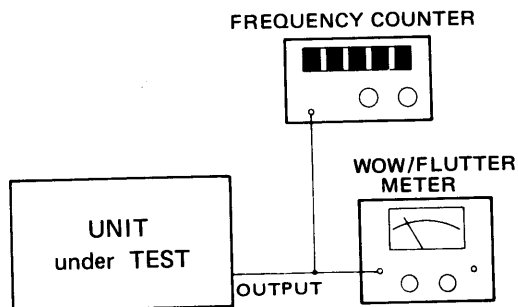 FREQUENCY COUNTER
WOW/FLUTTER
METER
UNIT
under TEST
OUTPUT